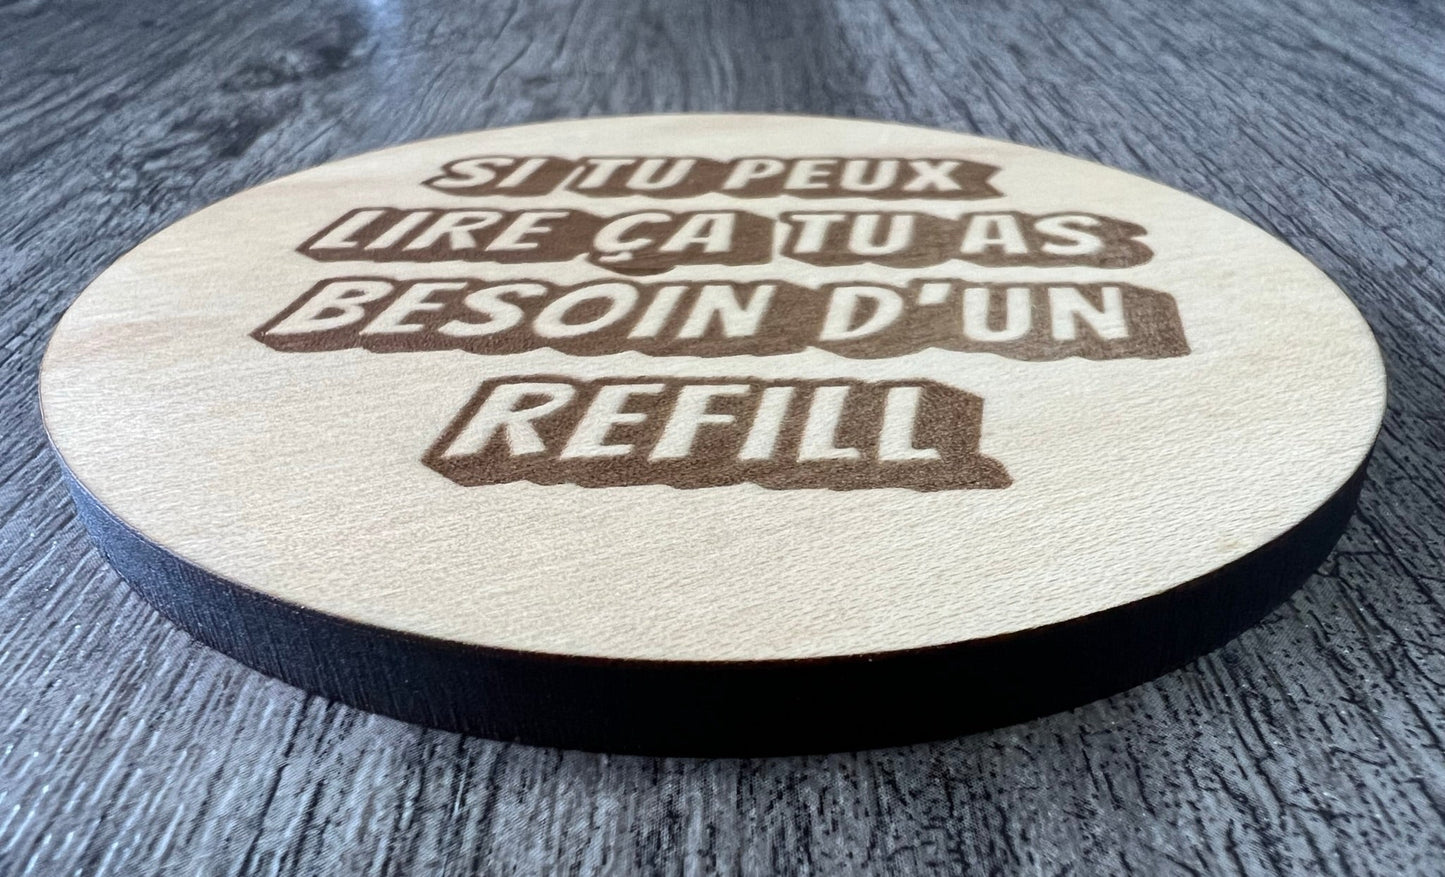 SI TU PEUX
LIRE ÇA TU AS
BESOIN D'UN
REFILL